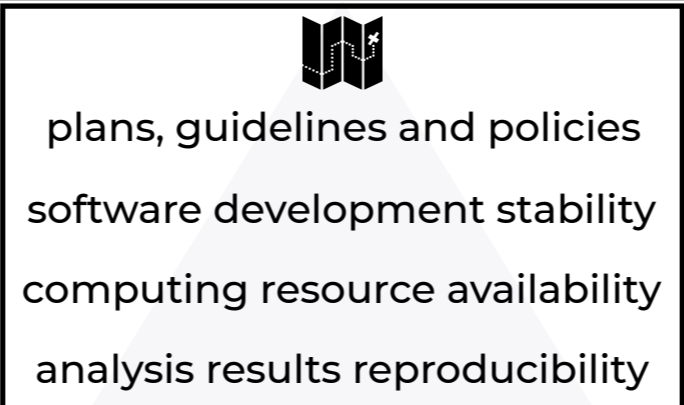 plans, guidelines and policies
software development stability
computing resource availability
analysis results reproducibility